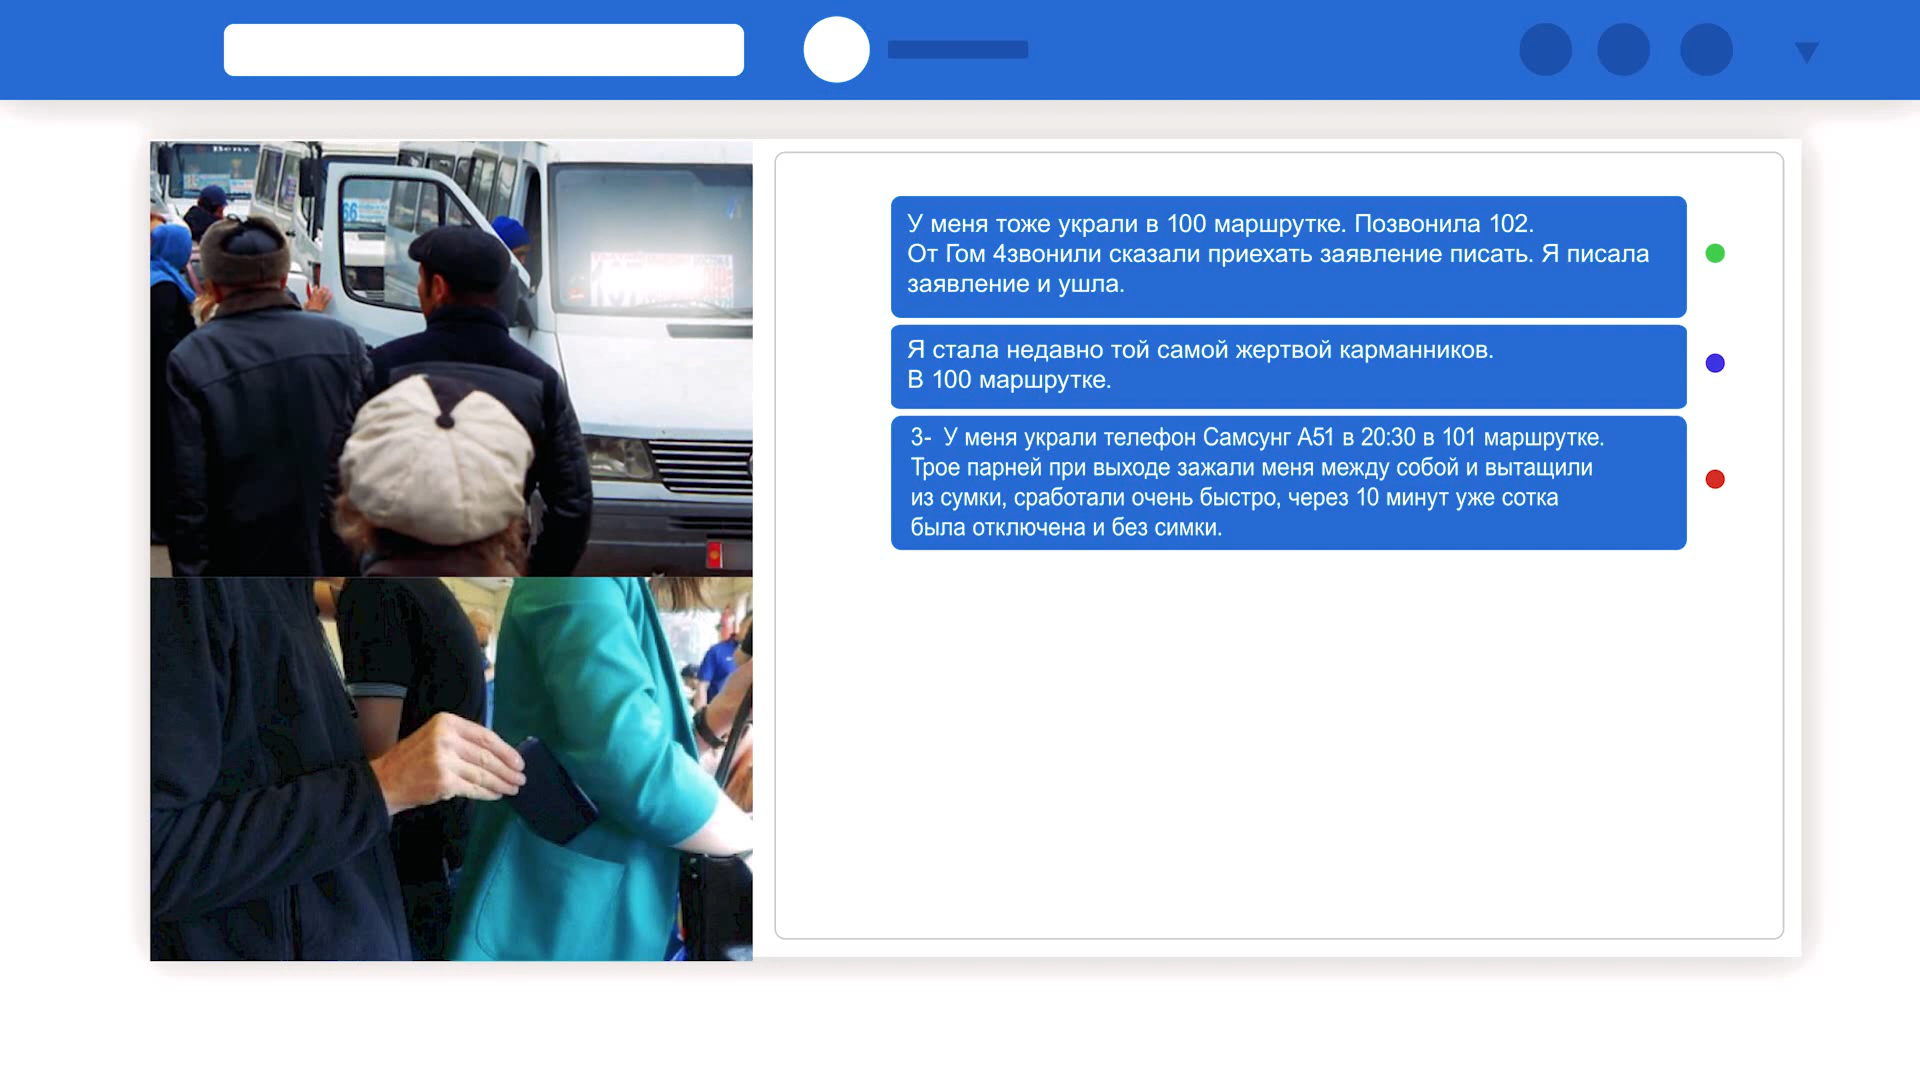 Benz
66
У меня тоже украли в 100 маршрутке. Позвонила 102.
От Гом 4звонили сказали приехать заявление писать. Я писала
заявление и ушла.
Я стала недавно той самой жертвой карманников.
В 100 маршрутке.
3- У меня украли телефон Самсунг А51 в 20:30 в 101 маршрутке.
Трое парней при выходе зажали меня между собой и вытащили
из сумки, сработали очень быстро, через 10 минут уже сотка
была отключена и без симки.